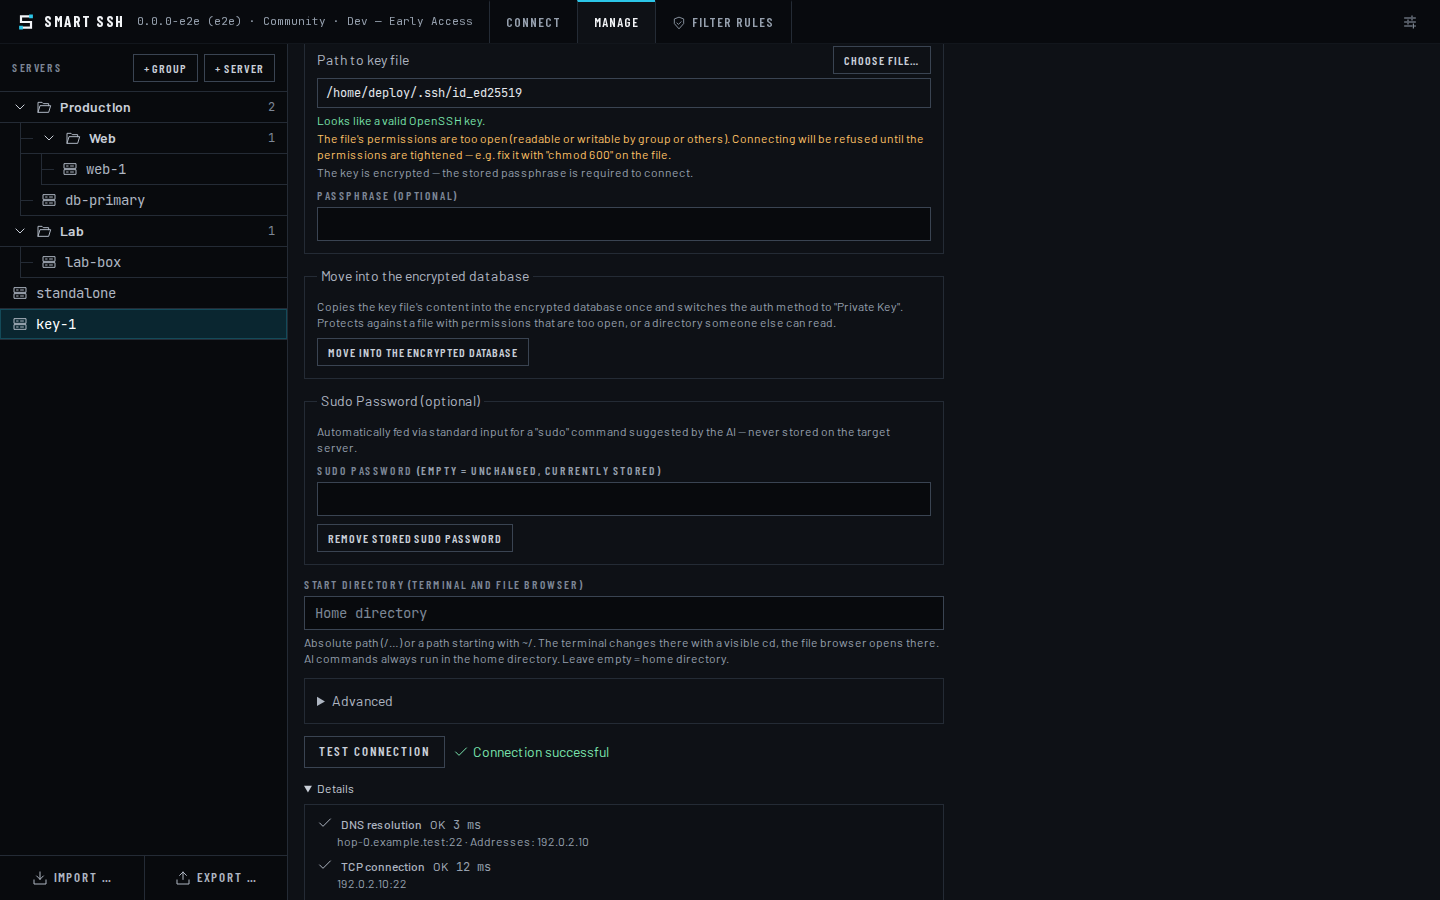 SMART SSH 0.0.0-e2e (e2e) · Community · Dev — Early Access CONNECT MANAGE FILTER RULES
SERVERS + GROUP + SERVER
Production 2
Web 1
web-1
db-primary
Lab 1
lab-box
standalone
key-1
IMPORT ... EXPORT ...
Path to key file CHOOSE FILE...
/home/deploy/.ssh/id_ed25519
Looks like a valid OpenSSH key.
The file's permissions are too open (readable or writable by group or others). Connecting will be refused until the
permissions are tightened — e.g. fix it with "chmod 600" on the file.
The key is encrypted — the stored passphrase is required to connect.
PASSPHRASE (OPTIONAL)
Move into the encrypted database
Copies the key file's content into the encrypted database once and switches the auth method to "Private Key".
Protects against a file with permissions that are too open, or a directory someone else can read.
MOVE INTO THE ENCRYPTED DATABASE
Sudo Password (optional)
Automatically fed via standard input for a "sudo" command suggested by the AI — never stored on the target
server.
SUDO PASSWORD (EMPTY = UNCHANGED, CURRENTLY STORED)
REMOVE STORED SUDO PASSWORD
START DIRECTORY (TERMINAL AND FILE BROWSER)
Home directory
Absolute path (/...) or a path starting with ~/. The terminal changes there with a visible cd, the file browser opens there.
AI commands always run in the home directory. Leave empty = home directory.
Advanced
TEST CONNECTION Connection successful
Details
DNS resolution OK 3 ms
hop-0.example.test:22 · Addresses: 192.0.2.10
TCP connection OK 12 ms
192.0.2.10:22